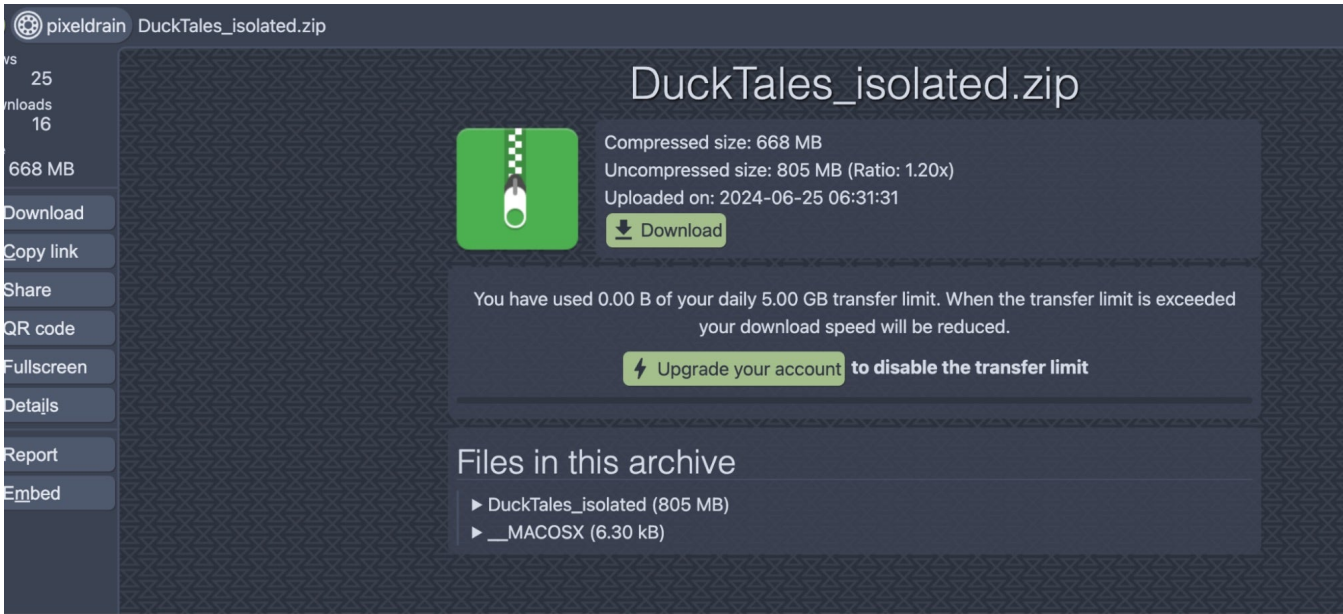 pixeldrain DuckTales_isolated.zip
25
16
668 MB
Download
Copy link
Share
QR code
Fullscreen
Details
Report
Embed
DuckTales_isolated.zip
Compressed size: 668 MB
Uncompressed size: 805 MB (Ratio: 1.20x)
Uploaded on: 2024-06-25 06:31:31
Download
You have used 0.00 B of your daily 5.00 GB transfer limit. When the transfer limit is exceeded
your download speed will be reduced.
Upgrade your account to disable the transfer limit
Files in this archive
DuckTales_isolated (805 MB)
__MACOSX (6.30 kB)